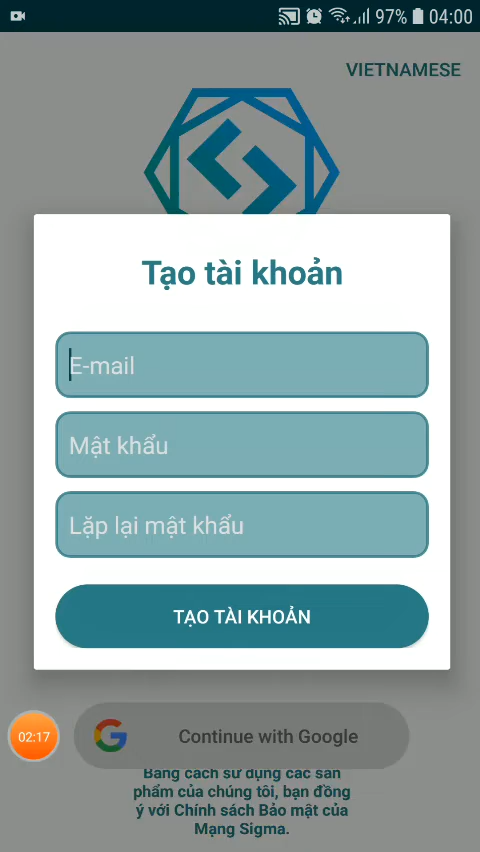 97% 04:00
VIETNAMESE
Tạo tài khoản
E-mail
Mật khẩu
Lặp lại mật khẩu
TẠO TÀI KHOẢN
02:17
Continue with Google
Bằng cách sử dụng các sản
phẩm của chúng tôi, bạn đồng
ý với Chính sách Bảo mật của
Mạng Sigma.